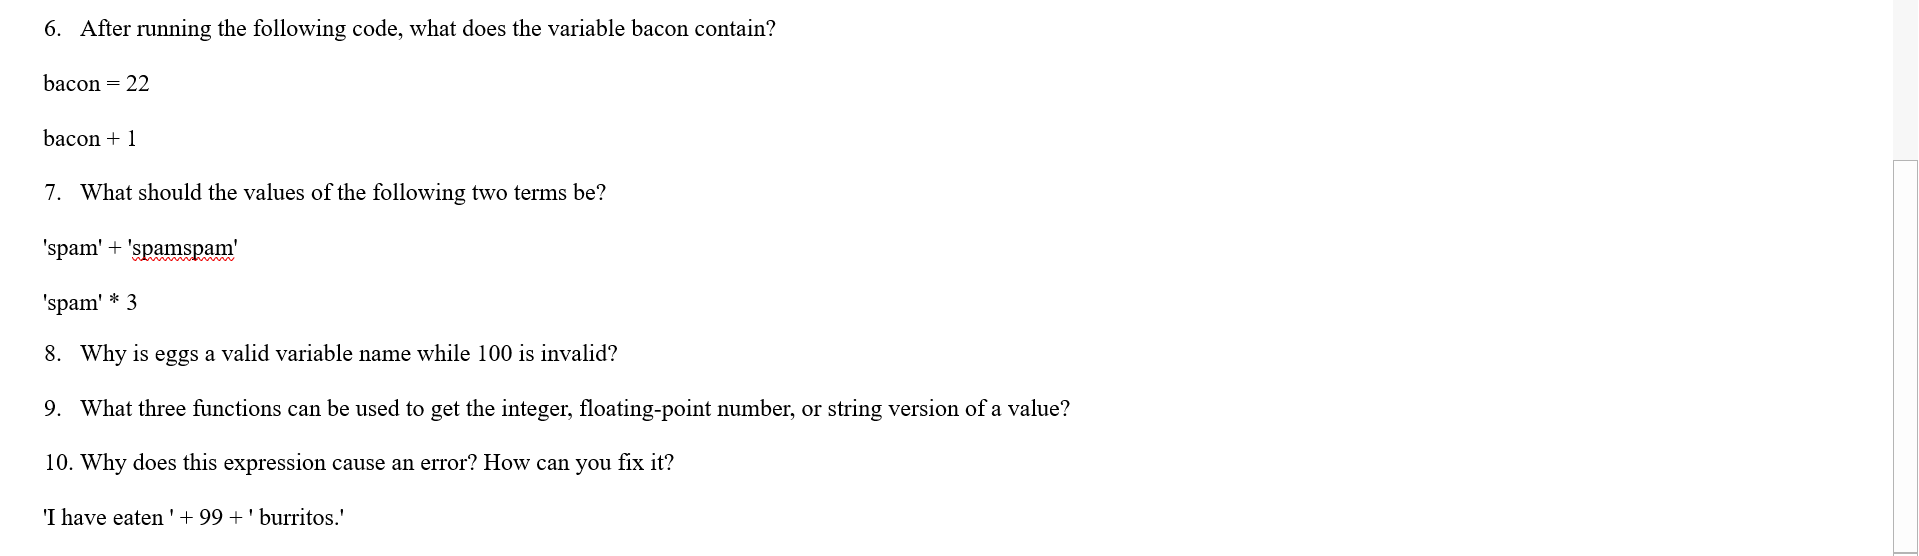 6. After running the following code, what does the variable bacon contain?
bacon = 22
bacon + 1
7. What should the values of the following two terms be?
'spam' + 'spamspam'
'spam' * 3
8. Why is eggs a valid variable name while 100 is invalid?
9. What three functions can be used to get the integer, floating-point number, or string version of a value?
10. Why does this expression cause an error? How can you fix it?
'I have eaten ' + 99 + ' burritos.'